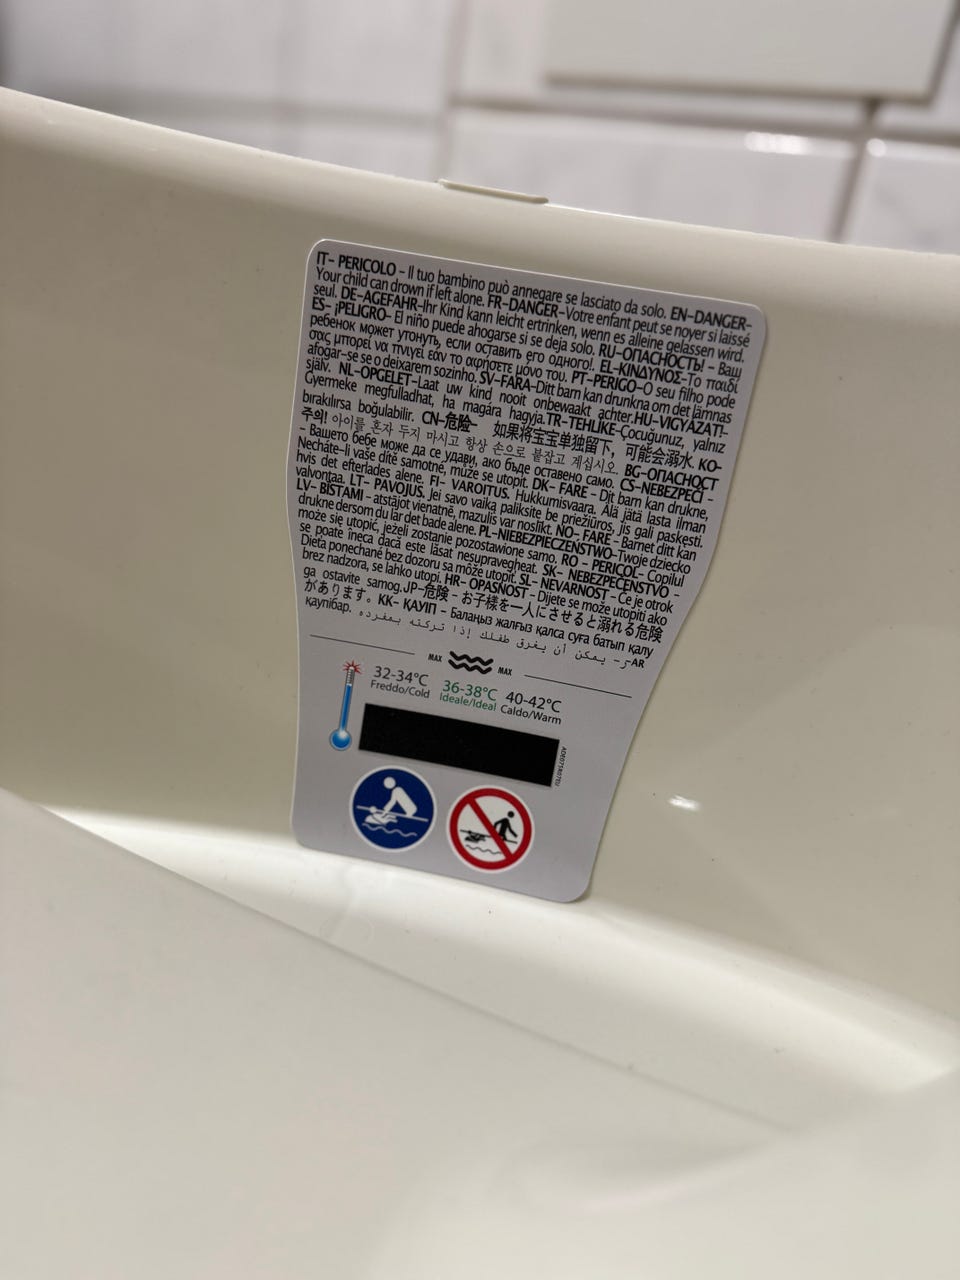 IT- PERICOLO - Il tuo bambino può annegare se lasciato da solo. EN-DANGER-
Your child can drown if left alone. FR-DANGER-Votre enfant peut se noyer si laissé
seul. DE-AGEFAHR-Ihr Kind kann leicht ertrinken, wenn es alleine gelassen wird.
ES- ¡PELIGRO- El niño puede ahogarse si se deja solo. RU-ОПАСНОСТЬ! - Ваш
ребенок может утонуть, если оставить его одного!. EL-ΚΙΝΔΥΝΟΣ-Το παιδί
σας μπορεί να πνιγεί εάν το αφήσετε μόνο του. PT-PERIGO-O seu filho pode
afogar-se se o deixarem sozinho. SV-FARA-Ditt barn kan drunkna om det lämnas
själv. NL-OPGELET-Laat uw kind nooit onbewaakt achter.HU-VIGYÁZAT!-
Gyermeke megfulladhat, ha magára hagyja.TR-TEHLİKE-Çocuğunuz, yalnız
bırakılırsa boğulabilir. CN-危险- 如果将宝宝单独留下，可能会溺水. KO-
주의! 아이를 혼자 두지 마시고 항상 손으로 붙잡고 계십시오. BG-ОПАСНОСТ
- Вашето бебе може да се удави, ако бъде оставено само. CS-NEBEZPEČÍ -
Necháte-li vaše dítě samotné, může se utopit. DK- FARE - Dit barn kan drukne,
hvis det efterlades alene. FI- VAROITUS. Hukkumisvaara. Älä jätä lasta ilman
valvontaa. LT- PAVOJUS. Jei savo vaiką paliksite be priežiūros, jis gali paskęsti.
LV- BĪSTAMI - atstājot vienatnē, mazulis var noslīkt. NO- FARE - Barnet ditt kan
drukne dersom du lar det bade alene. PL-NIEBEZPIECZEŃSTWO-Twoje dziecko
może się utopić, jeżeli zostanie pozostawione samo. RO - PERICOL- Copilul
se poate îneca dacă este lăsat nesupravegheat. SK- NEBEZPEČENSTVO -
Dieťa ponechané bez dozoru sa môže utopiť. SL- NEVARNOST - Če je otrok
brez nadzora, se lahko utopi. HR- OPASNOST - Dijete se može utopiti ako
ga ostavite samog.JP-危険 - お子様を一人にさせると溺れる危険
があります。KK- ҚАУІП - Балаңыз жалғыз қалса суға батып қалу
қаупібар. AR- يمكن أن يغرق طفلك إذا تركته بمفرده-ر
MAX MAX
32-34°C 36-38°C 40-42°C
Freddo/Cold Ideale/Ideal Caldo/Warm